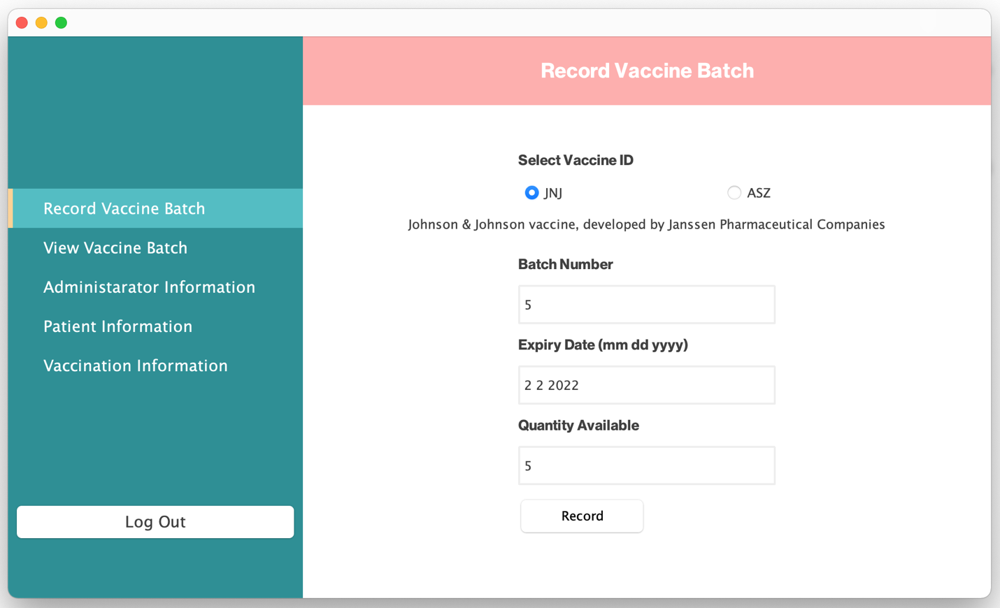 Record Vaccine Batch
Record Vaccine Batch
View Vaccine Batch
Administarator Information
Patient Information
Vaccination Information
Log Out
Select Vaccine ID
JNJ ASZ
Johnson & Johnson vaccine, developed by Janssen Pharmaceutical Companies
Batch Number
5
Expiry Date (mm dd yyyy)
2 2 2022
Quantity Available
5
Record